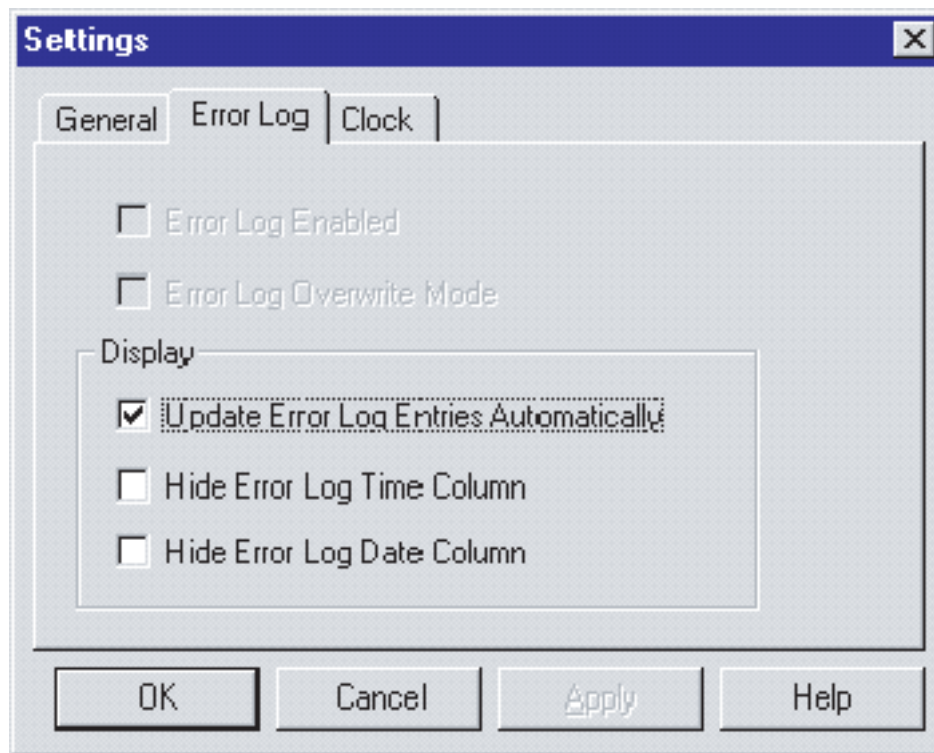 Settings
General Error Log Clock
Error Log Enabled
Error Log Overwrite Mode
Display
Update Error Log Entries Automatically
Hide Error Log Time Column
Hide Error Log Date Column
OK Cancel Apply Help